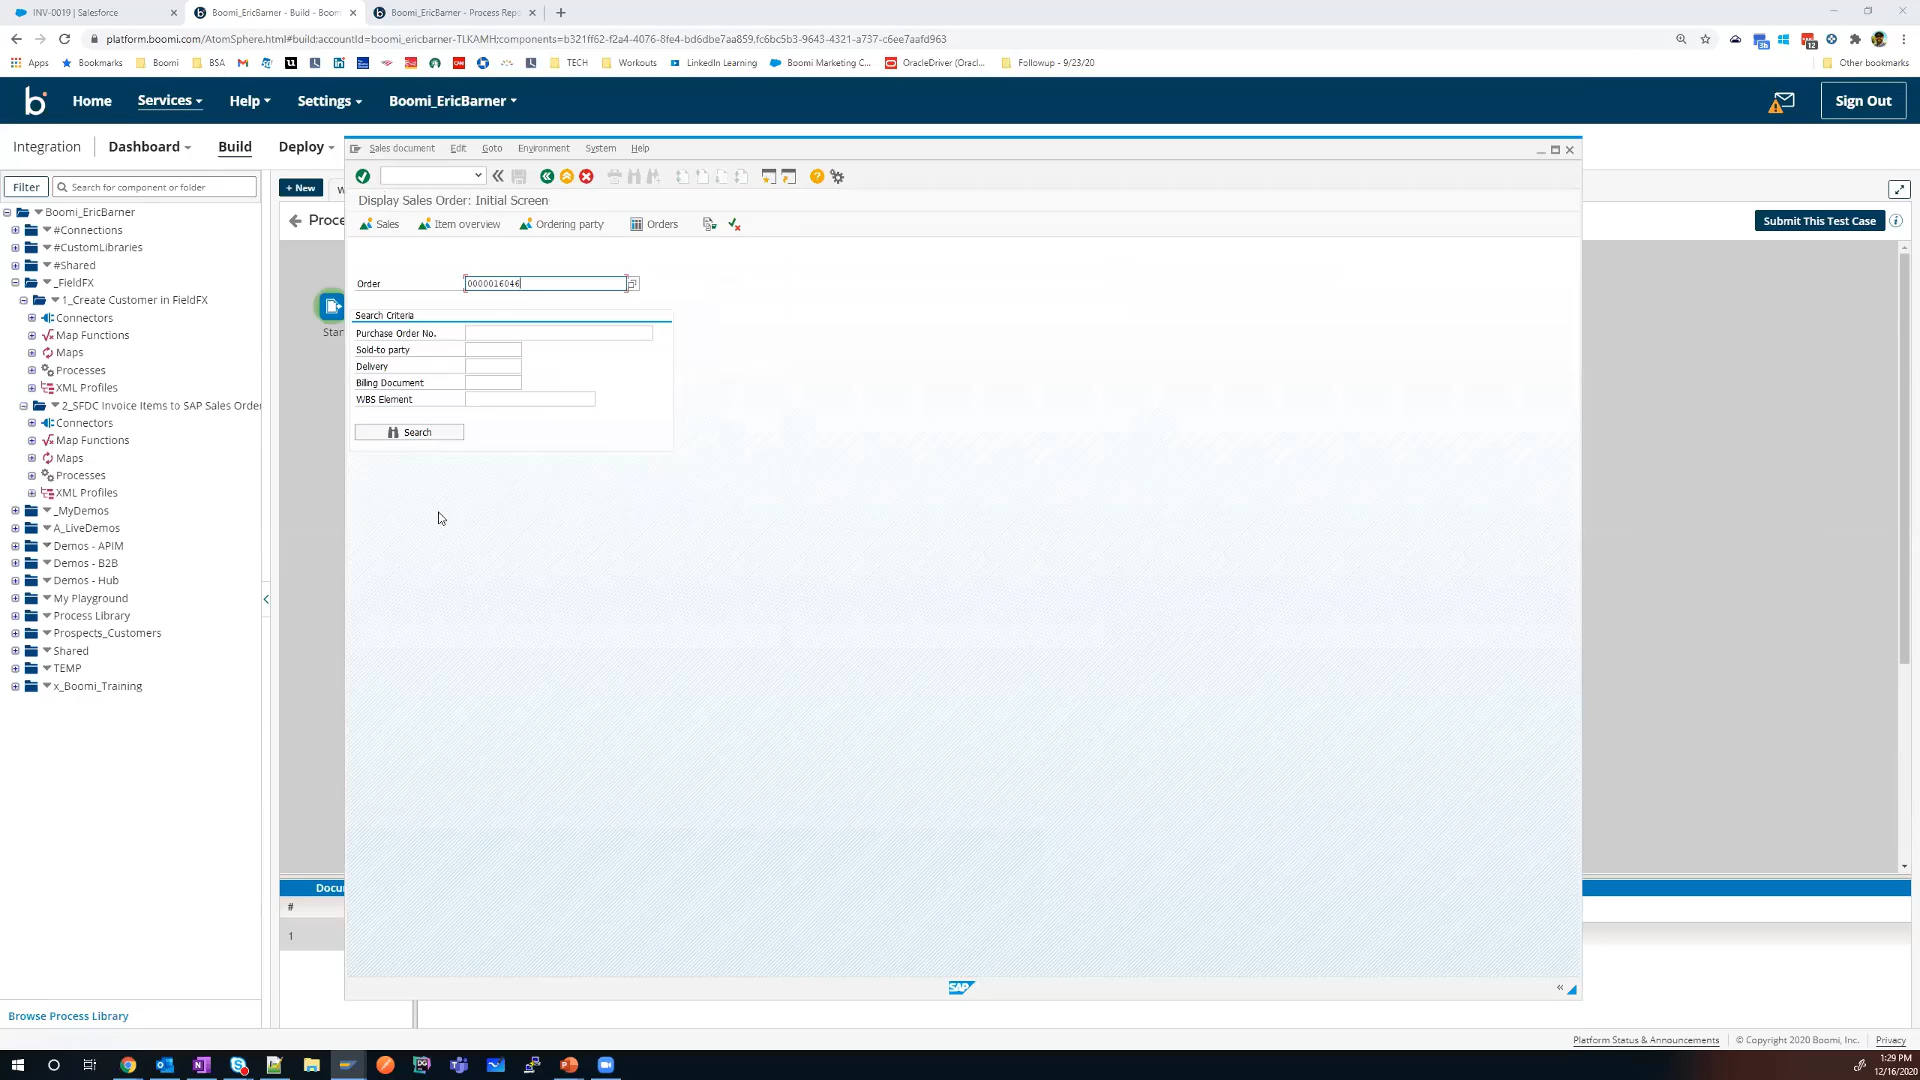 INV-0019 | Salesforce
Boomi_EricBarner - Build - Boom
Boomi_EricBarner - Process Repo
platform.boomi.com/AtomSphere.html#build;accountId=boomi_ericbarner-TLKAMH;components=b321ff62-f2a4-4076-8fe4-bd6dbe7aa859,fc6bc5b3-9643-4321-a737-c6ee7aafd963
Apps
Bookmarks
Boomi
BSA
TECH
Workouts
LinkedIn Learning
Boomi Marketing C...
OracleDriver (Oracl...
Followup - 9/23/20
Other bookmarks
Home
Services
Help
Settings
Boomi_EricBarner
Sign Out
Integration
Dashboard
Build
Deploy
Filter
Search for component or folder
+ New
W
Proce
Submit This Test Case
Boomi_EricBarner
#Connections
#CustomLibraries
#Shared
_FieldFX
1_Create Customer in FieldFX
Connectors
Map Functions
Maps
Processes
XML Profiles
2_SFDC Invoice Items to SAP Sales Order
Connectors
Map Functions
Maps
Processes
XML Profiles
_MyDemos
A_LiveDemos
Demos - APIM
Demos - B2B
Demos - Hub
My Playground
Process Library
Prospects_Customers
Shared
TEMP
x_Boomi_Training
Browse Process Library
Star
Docu
#
1
Sales document
Edit
Goto
Environment
System
Help
Display Sales Order: Initial Screen
Sales
Item overview
Ordering party
Orders
Order
0000016046
Search Criteria
Purchase Order No.
Sold-to party
Delivery
Billing Document
WBS Element
Search
SAP
Platform Status & Announcements
© Copyright 2020 Boomi, Inc.
Privacy
1:29 PM
12/16/2020